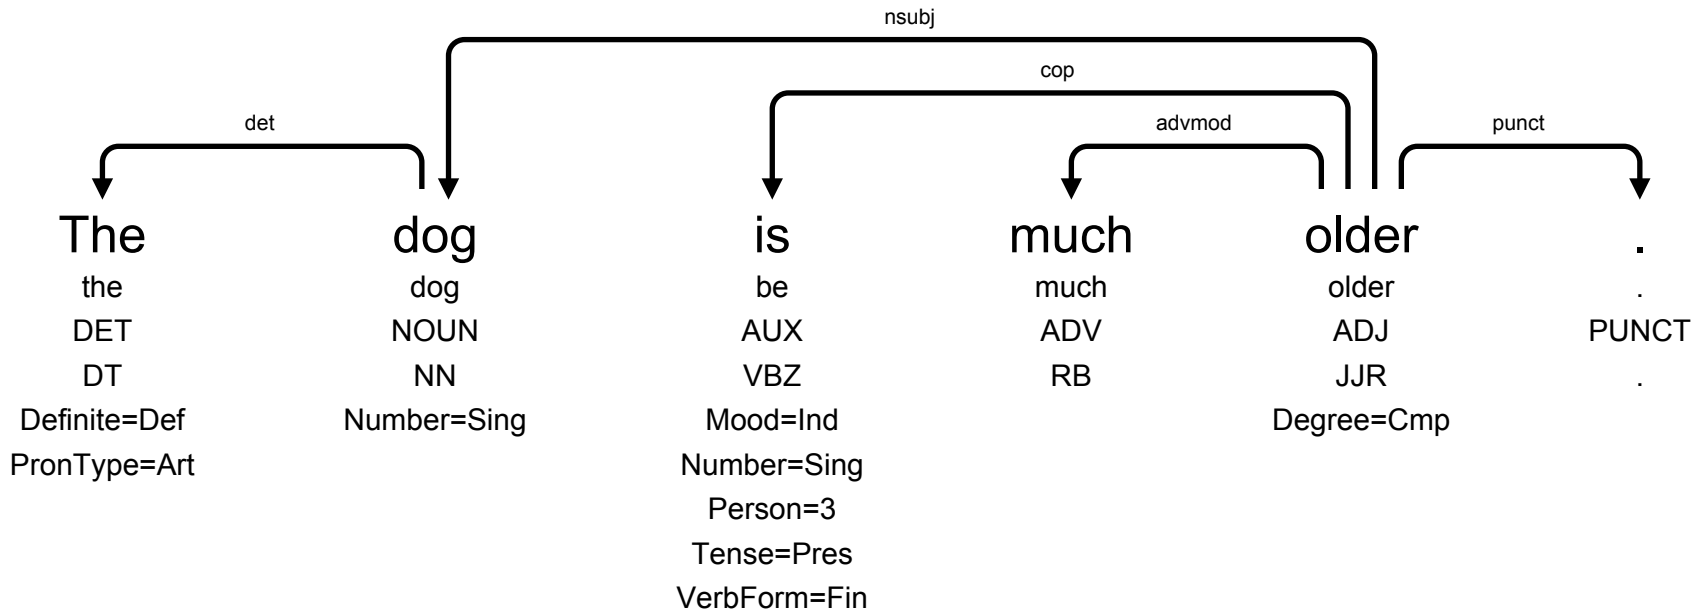 nsubj
cop
det advmod punct
The dog is much older .
the dog be much older .
DET NOUN AUX ADV ADJ PUNCT
DT NN VBZ RB JJR .
Definite=Def Number=Sing Mood=Ind Degree=Cmp
PronType=Art Number=Sing
Person=3
Tense=Pres
VerbForm=Fin